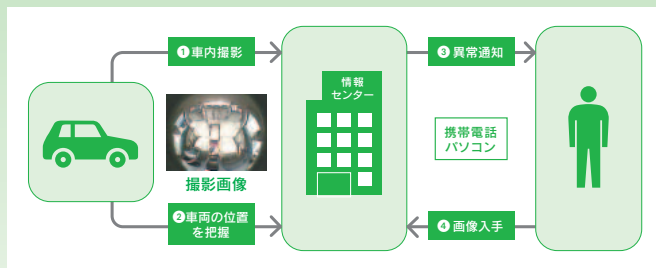 ❶車内撮影
❸異常通知
情報
センター
携帯電話
パソコン
撮影画像
❷車両の位置
を把握
❹画像入手